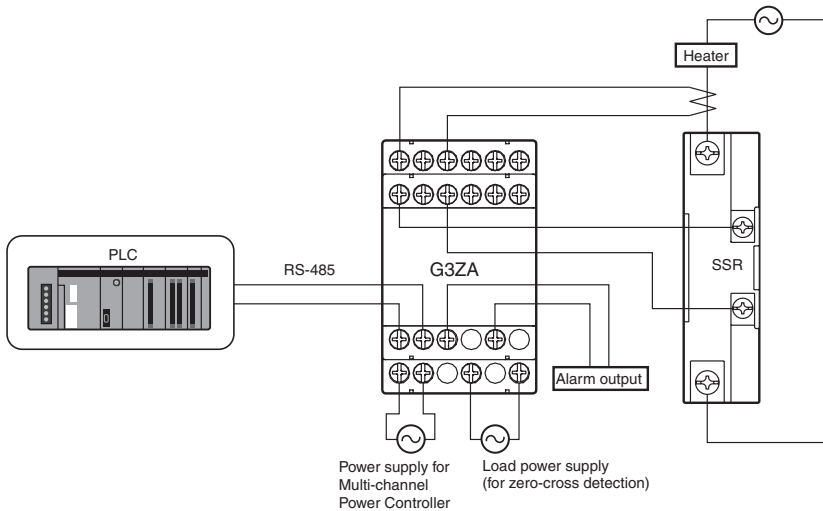 Heater
PLC
RS-485
G3ZA
SSR
Alarm output
Power supply for
Multi-channel
Power Controller
Load power supply
(for zero-cross detection)